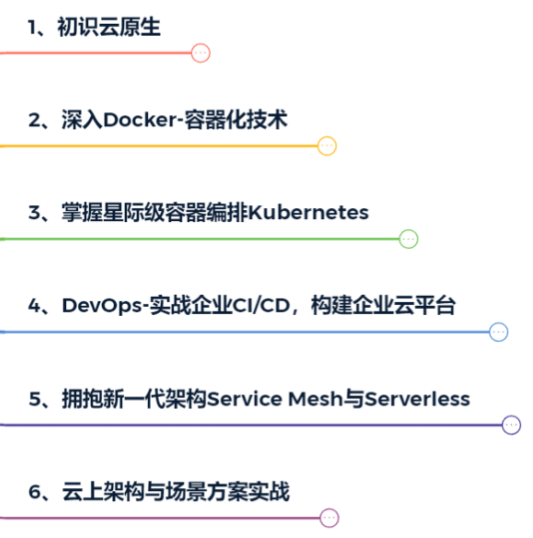 1、初识云原生
2、深入Docker-容器化技术
3、掌握星际级容器编排Kubernetes
4、DevOps-实战企业CI/CD，构建企业云平台
5、拥抱新一代架构Service Mesh与Serverless
6、云上架构与场景方案实战